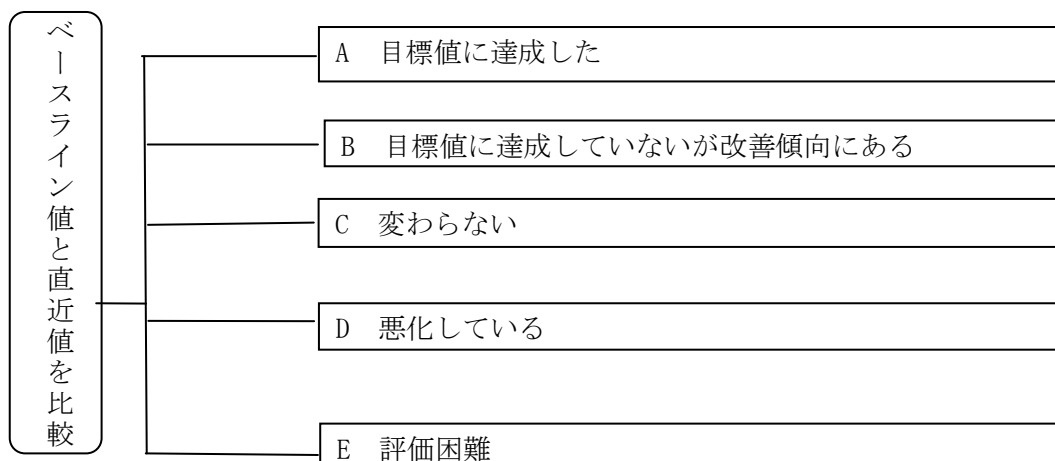 ベースライン値と直近値を比較
A 目標値に達成した
B 目標値に達成していないが改善傾向にある
C 変わらない
D 悪化している
E 評価困難